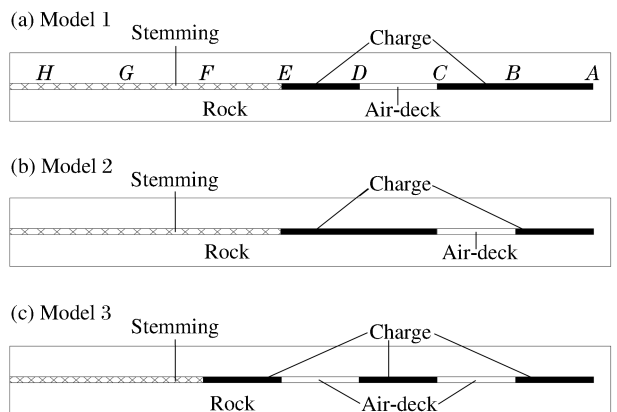 (a) Model 1
Stemming
Charge
H G F E D C B A
Rock
Air-deck
(b) Model 2
Stemming
Charge
Rock
Air-deck
(c) Model 3
Stemming
Charge
Rock
Air-deck